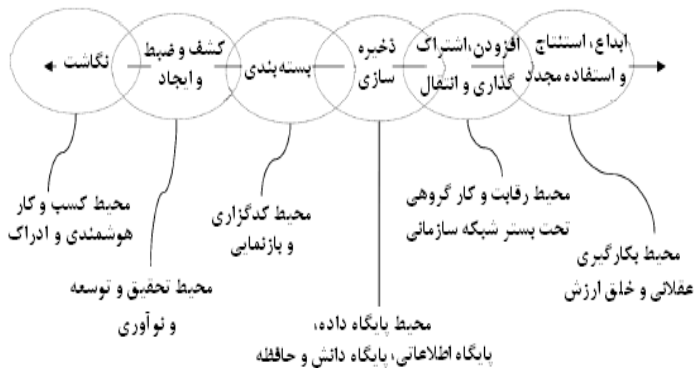 نگاشت
کشف و ضبط
و ایجاد
بسته بندی
ذخیره
سازی
افزودن،اشتراک
گذاری و انتقال
ابداع، استنتاج
و استفاده مجدد
محیط کسب و کار
هوشمندی و ادراک
محیط تحقیق و توسعه
و نوآوری
محیط کدگزاری
و بازنمایی
محیط پایگاه داده،
پایگاه اطلاعاتی، پایگاه دانش و حافظه
محیط رقابت و کار گروهی
تحت بستر شبکه سازمانی
محیط بکارگیری
عقلائی و خلق ارزش